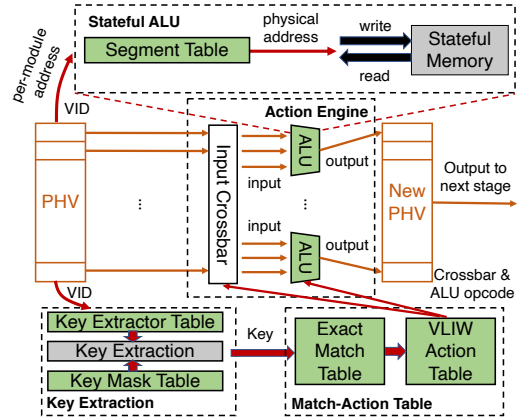 Stateful ALU
Segment Table
physical
address
write
read
Stateful
Memory
per-module
address
VID
Action Engine
PHV
...
Input Crossbar
input
ALU
output
...
input
ALU
output
New
PHV
Output to
next stage
VID
Crossbar &
ALU opcode
Key Extractor Table
Key Extraction
Key Mask Table
Key Extraction
Key
Exact
Match
Table
VLIW
Action
Table
Match-Action Table